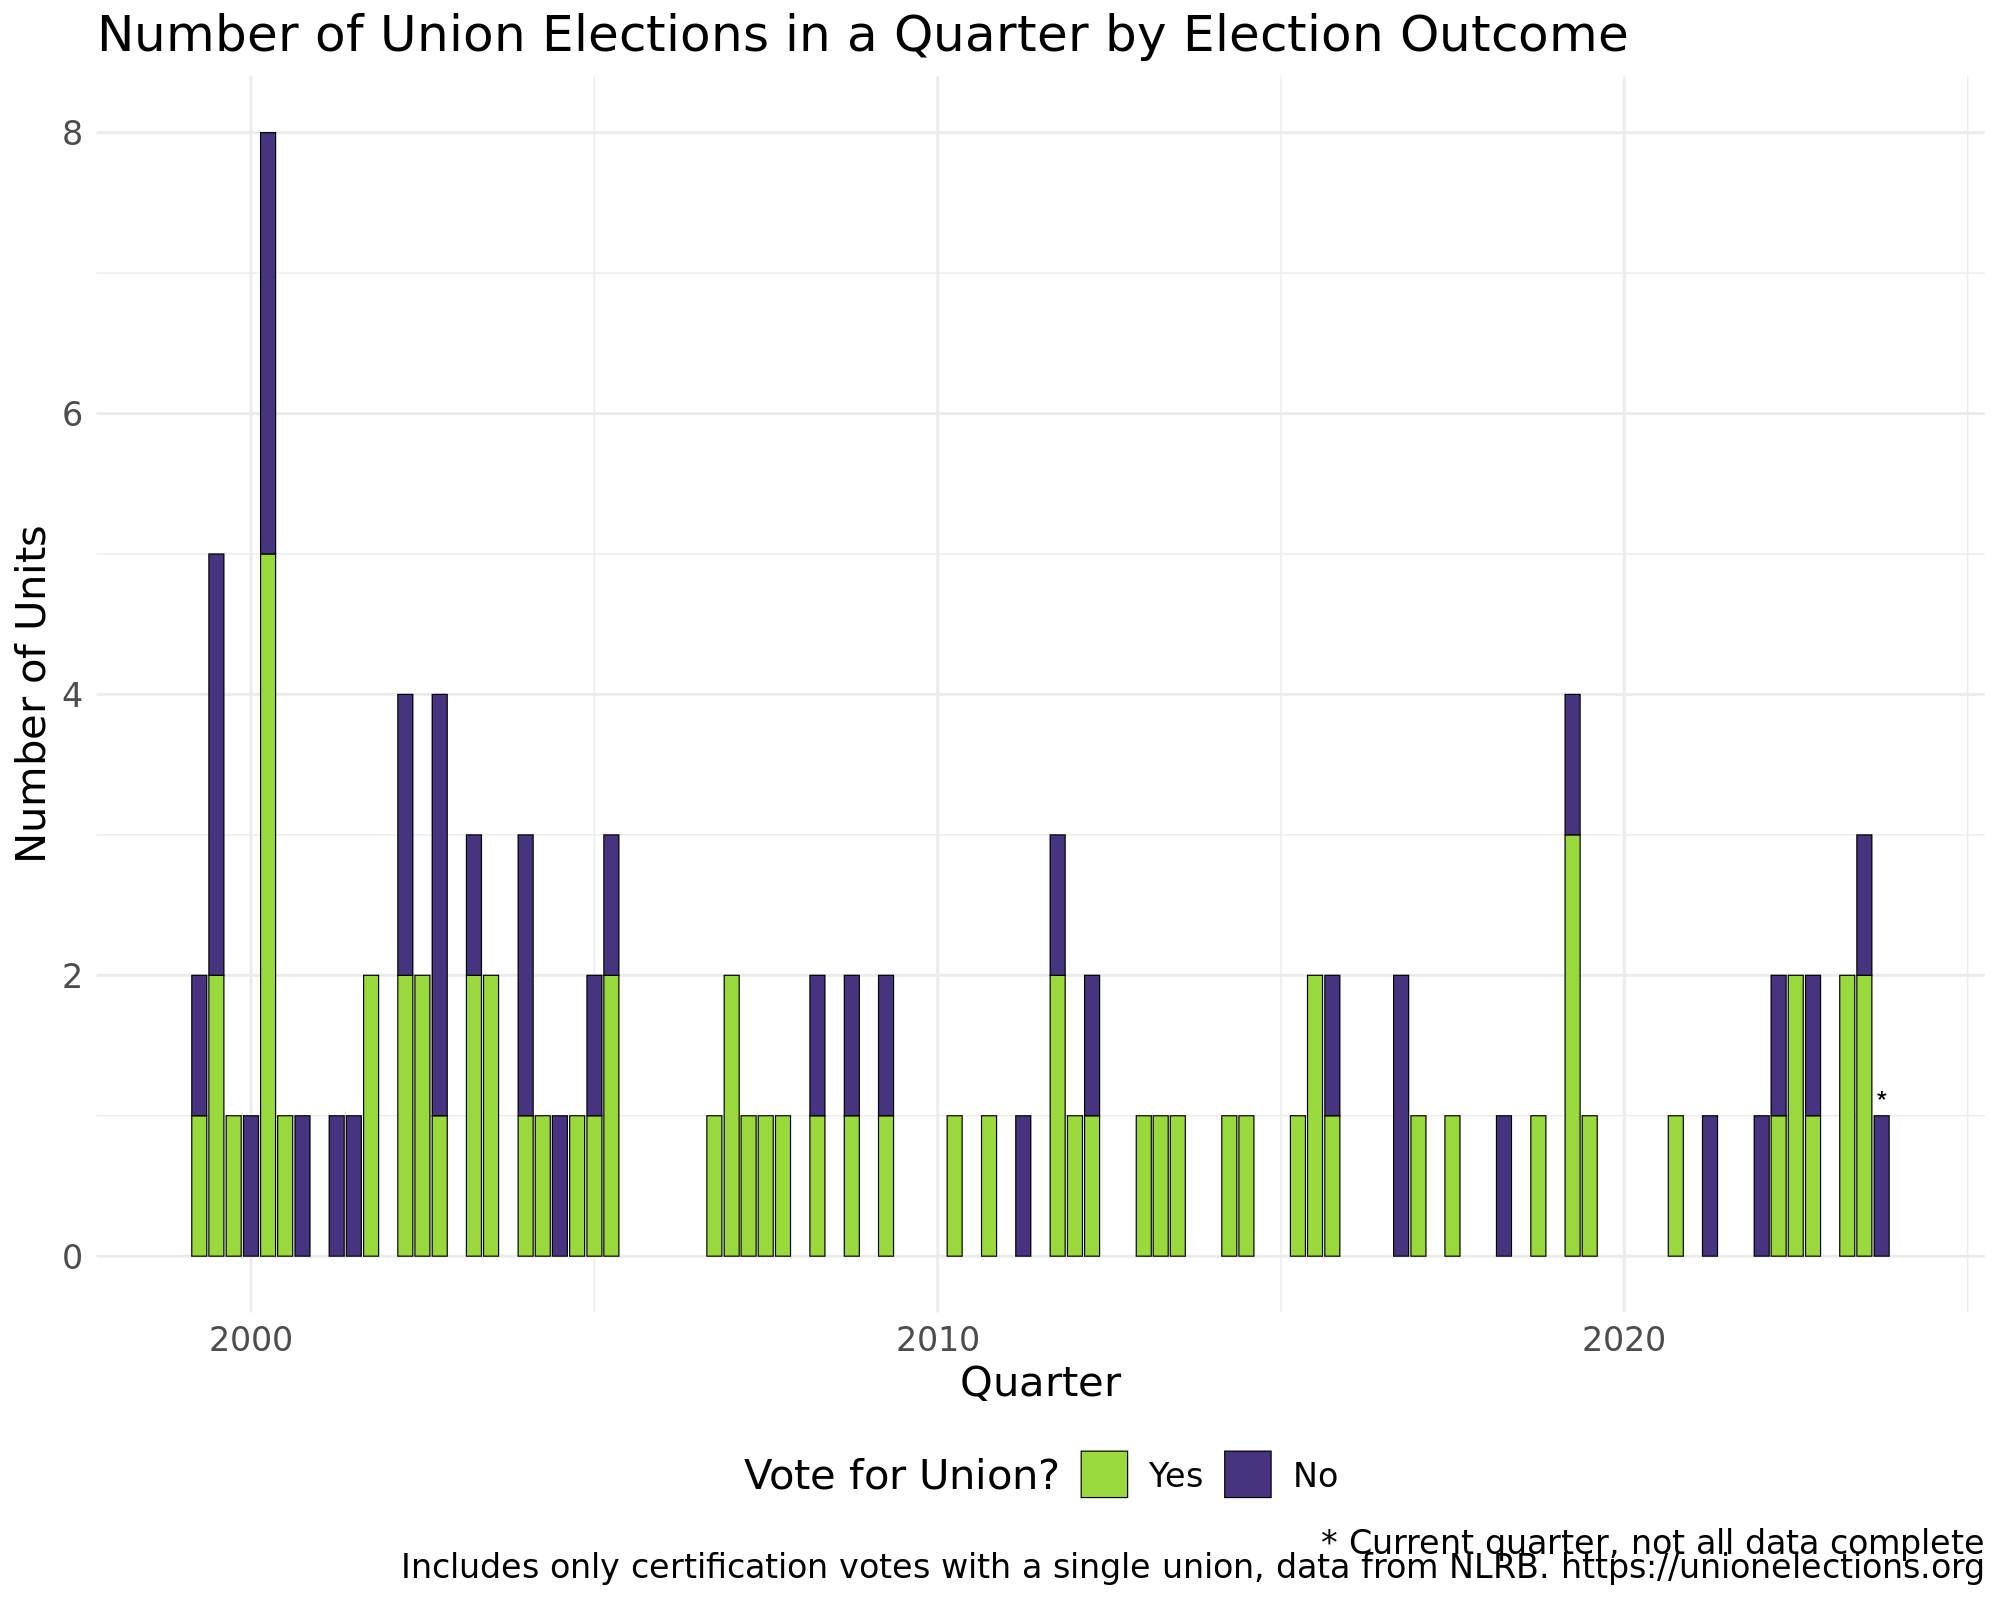 Number of Union Elections in a Quarter by Election Outcome
8
6
4
2
0
Number of Units
*
2000 2010 2020
Quarter
Vote for Union? Yes No
* Current quarter, not all data complete
Includes only certification votes with a single union, data from NLRB. https://unionelections.org